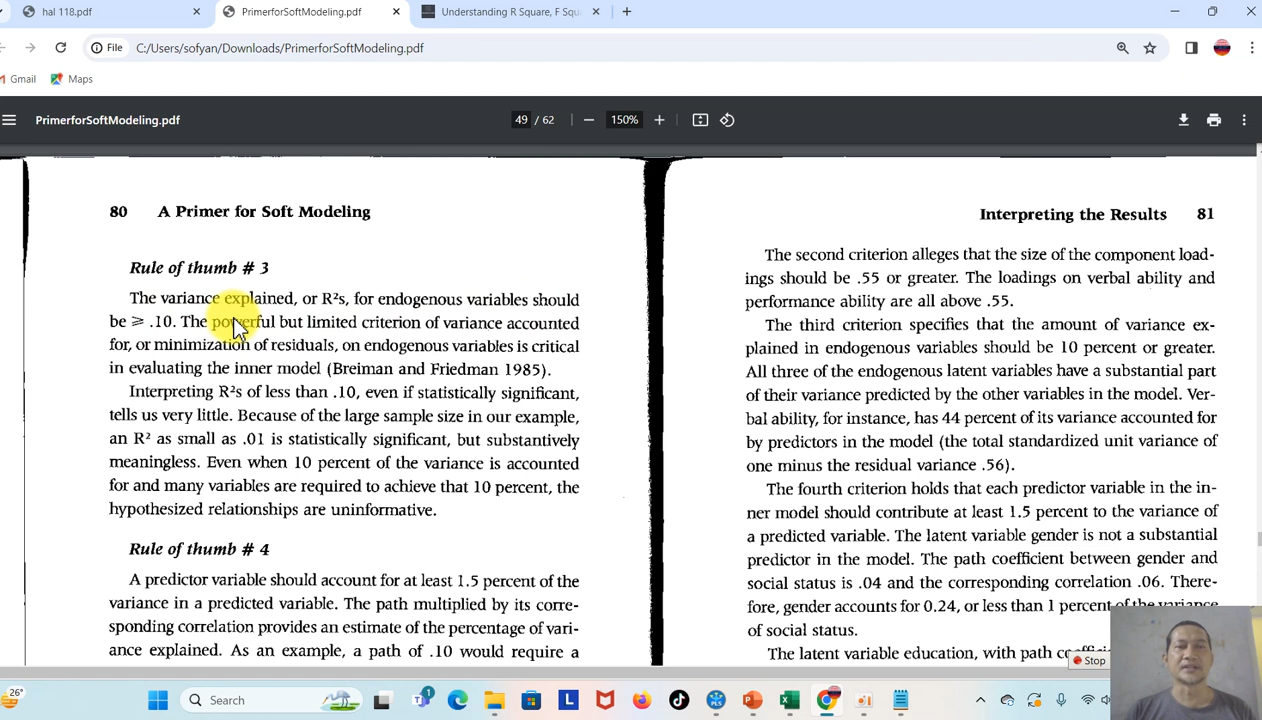 hal 118.pdf
PrimerforSoftModeling.pdf
Understanding R Square, F Squ
File
C:/Users/sofyan/Downloads/PrimerforSoftModeling.pdf
Gmail
Maps
PrimerforSoftModeling.pdf
49 / 62
150%
80 A Primer for Soft Modeling
Rule of thumb # 3
The variance explained, or R²s, for endogenous variables should
be ⩾ .10. The powerful but limited criterion of variance accounted
for, or minimization of residuals, on endogenous variables is critical
in evaluating the inner model (Breiman and Friedman 1985).
Interpreting R²s of less than .10, even if statistically significant,
tells us very little. Because of the large sample size in our example,
an R² as small as .01 is statistically significant, but substantively
meaningless. Even when 10 percent of the variance is accounted
for and many variables are required to achieve that 10 percent, the
hypothesized relationships are uninformative.
Rule of thumb # 4
A predictor variable should account for at least 1.5 percent of the
variance in a predicted variable. The path multiplied by its corre-
sponding correlation provides an estimate of the percentage of vari-
ance explained. As an example, a path of .10 would require a
Interpreting the Results 81
The second criterion alleges that the size of the component load-
ings should be .55 or greater. The loadings on verbal ability and
performance ability are all above .55.
The third criterion specifies that the amount of variance ex-
plained in endogenous variables should be 10 percent or greater.
All three of the endogenous latent variables have a substantial part
of their variance predicted by the other variables in the model. Ver-
bal ability, for instance, has 44 percent of its variance accounted for
by predictors in the model (the total standardized unit variance of
one minus the residual variance .56).
The fourth criterion holds that each predictor variable in the in-
ner model should contribute at least 1.5 percent to the variance of
a predicted variable. The latent variable gender is not a substantial
predictor in the model. The path coefficient between gender and
social status is .04 and the corresponding correlation .06. There-
fore, gender accounts for 0.24, or less than 1 percent of the variance
of social status.
The latent variable education, with path
Stop
26°
Search
1
L
PLS